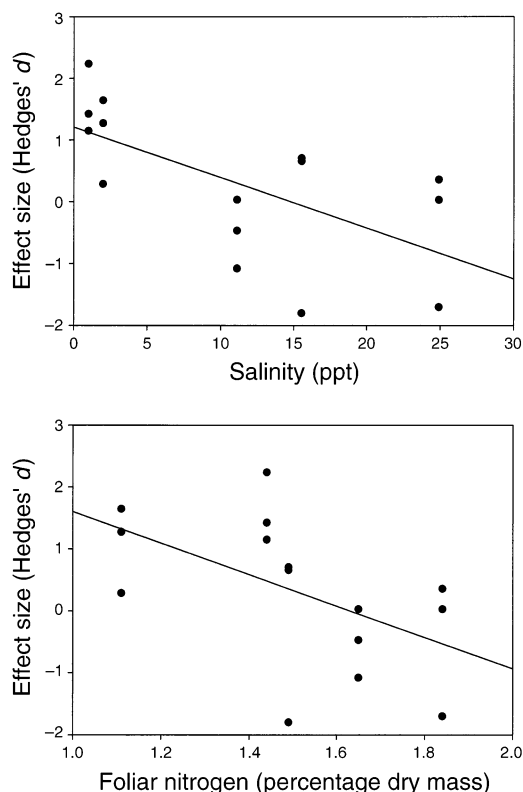 3
2
1
0
−1
−2
Effect size (Hedges' d)
0 5 10 15 20 25 30
Salinity (ppt)
3
2
1
0
−1
−2
Effect size (Hedges' d)
1.0 1.2 1.4 1.6 1.8 2.0
Foliar nitrogen (percentage dry mass)